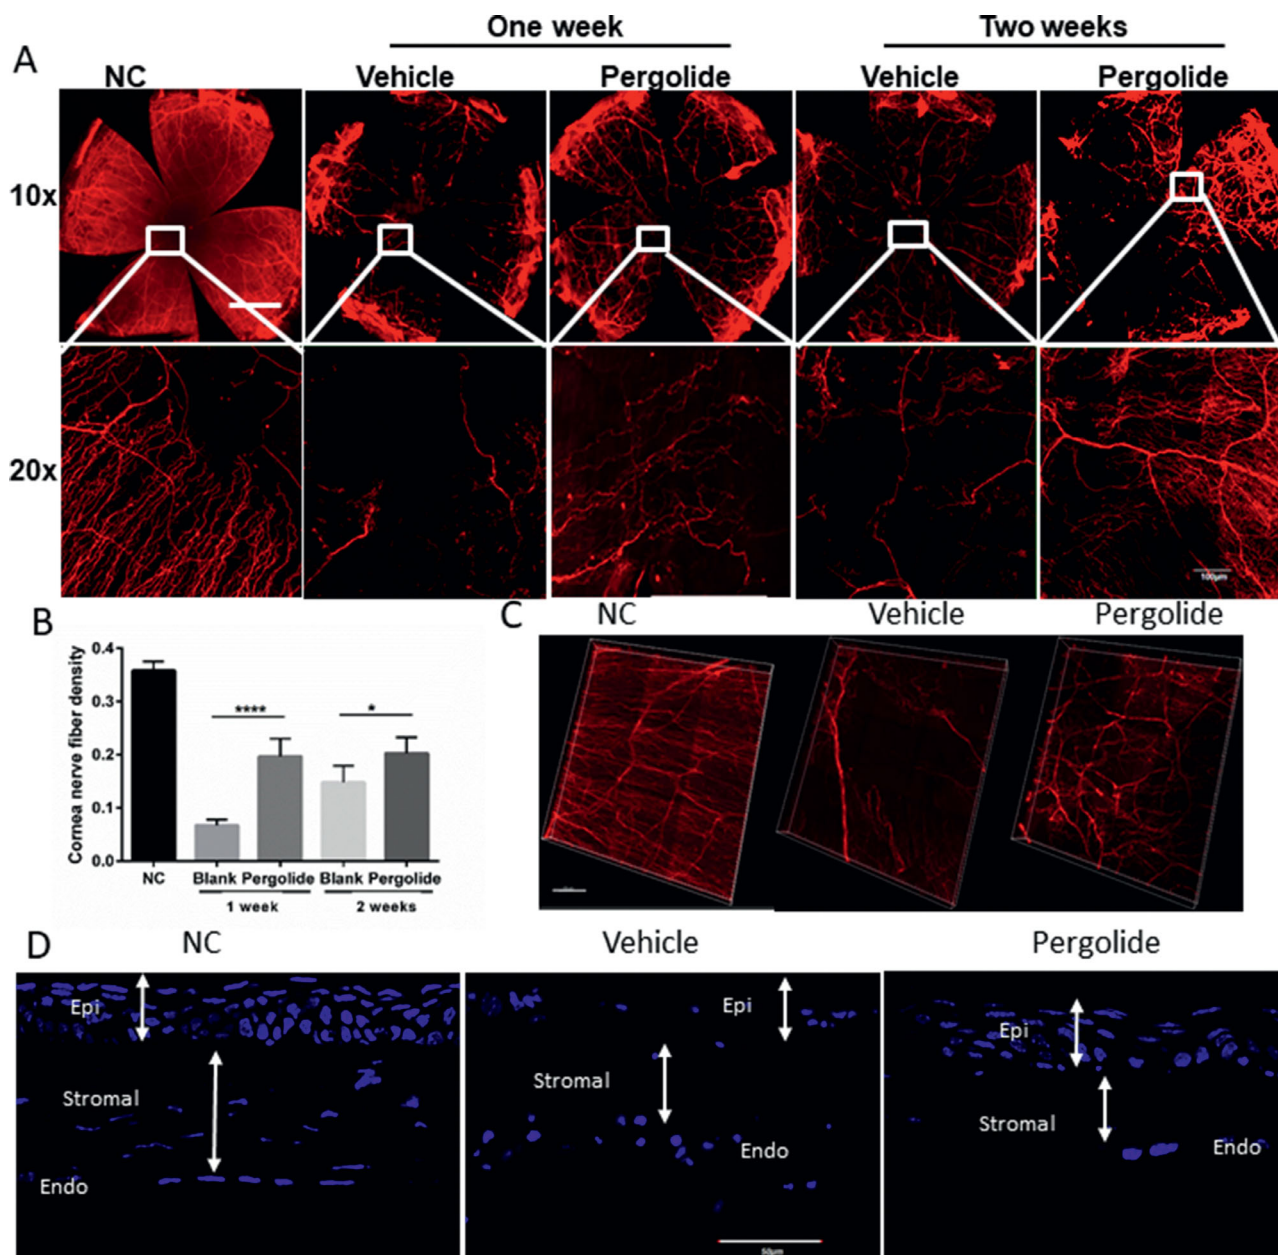 One week Two weeks
A
NC Vehicle Pergolide Vehicle Pergolide
10x
20x
100μm
B
Cornea nerve fiber density
0.4
0.3
0.2
0.1
0.0
**** *
NC Blank Pergolide Blank Pergolide
1 week 2 weeks
C NC Vehicle Pergolide
D NC Vehicle Pergolide
Epi Epi Epi
Stromal Stromal Stromal
Endo Endo Endo
50μm